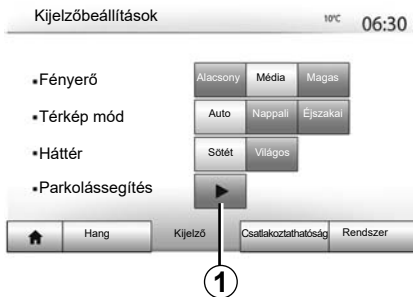 Kijelzőbeállítások 10°C 06:30
▪Fényerő Alacsony Média Magas
▪Térkép mód Auto Nappali Éjszakai
▪Háttér Sötét Világos
▪Parkolássegítés
Hang Kijelző Csatlakoztathatóság Rendszer
1